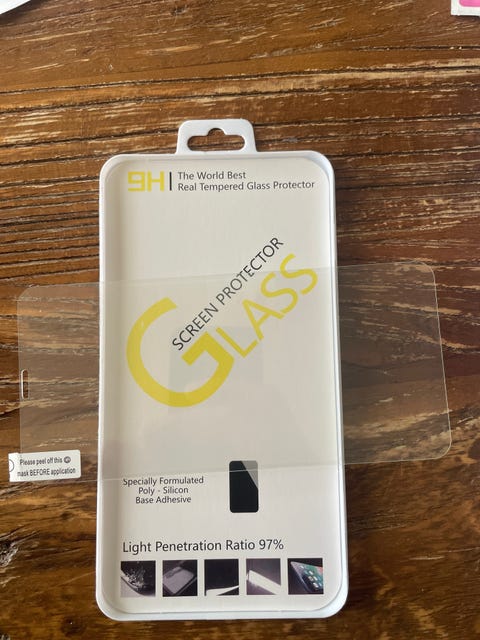 9H
The World Best
Real Tempered Glass Protector
SCREEN PROTECTOR
GLASS
Please peel off this
mask BEFORE application
Specially Formulated
Poly - Silicon
Base Adhesive
Light Penetration Ratio 97%